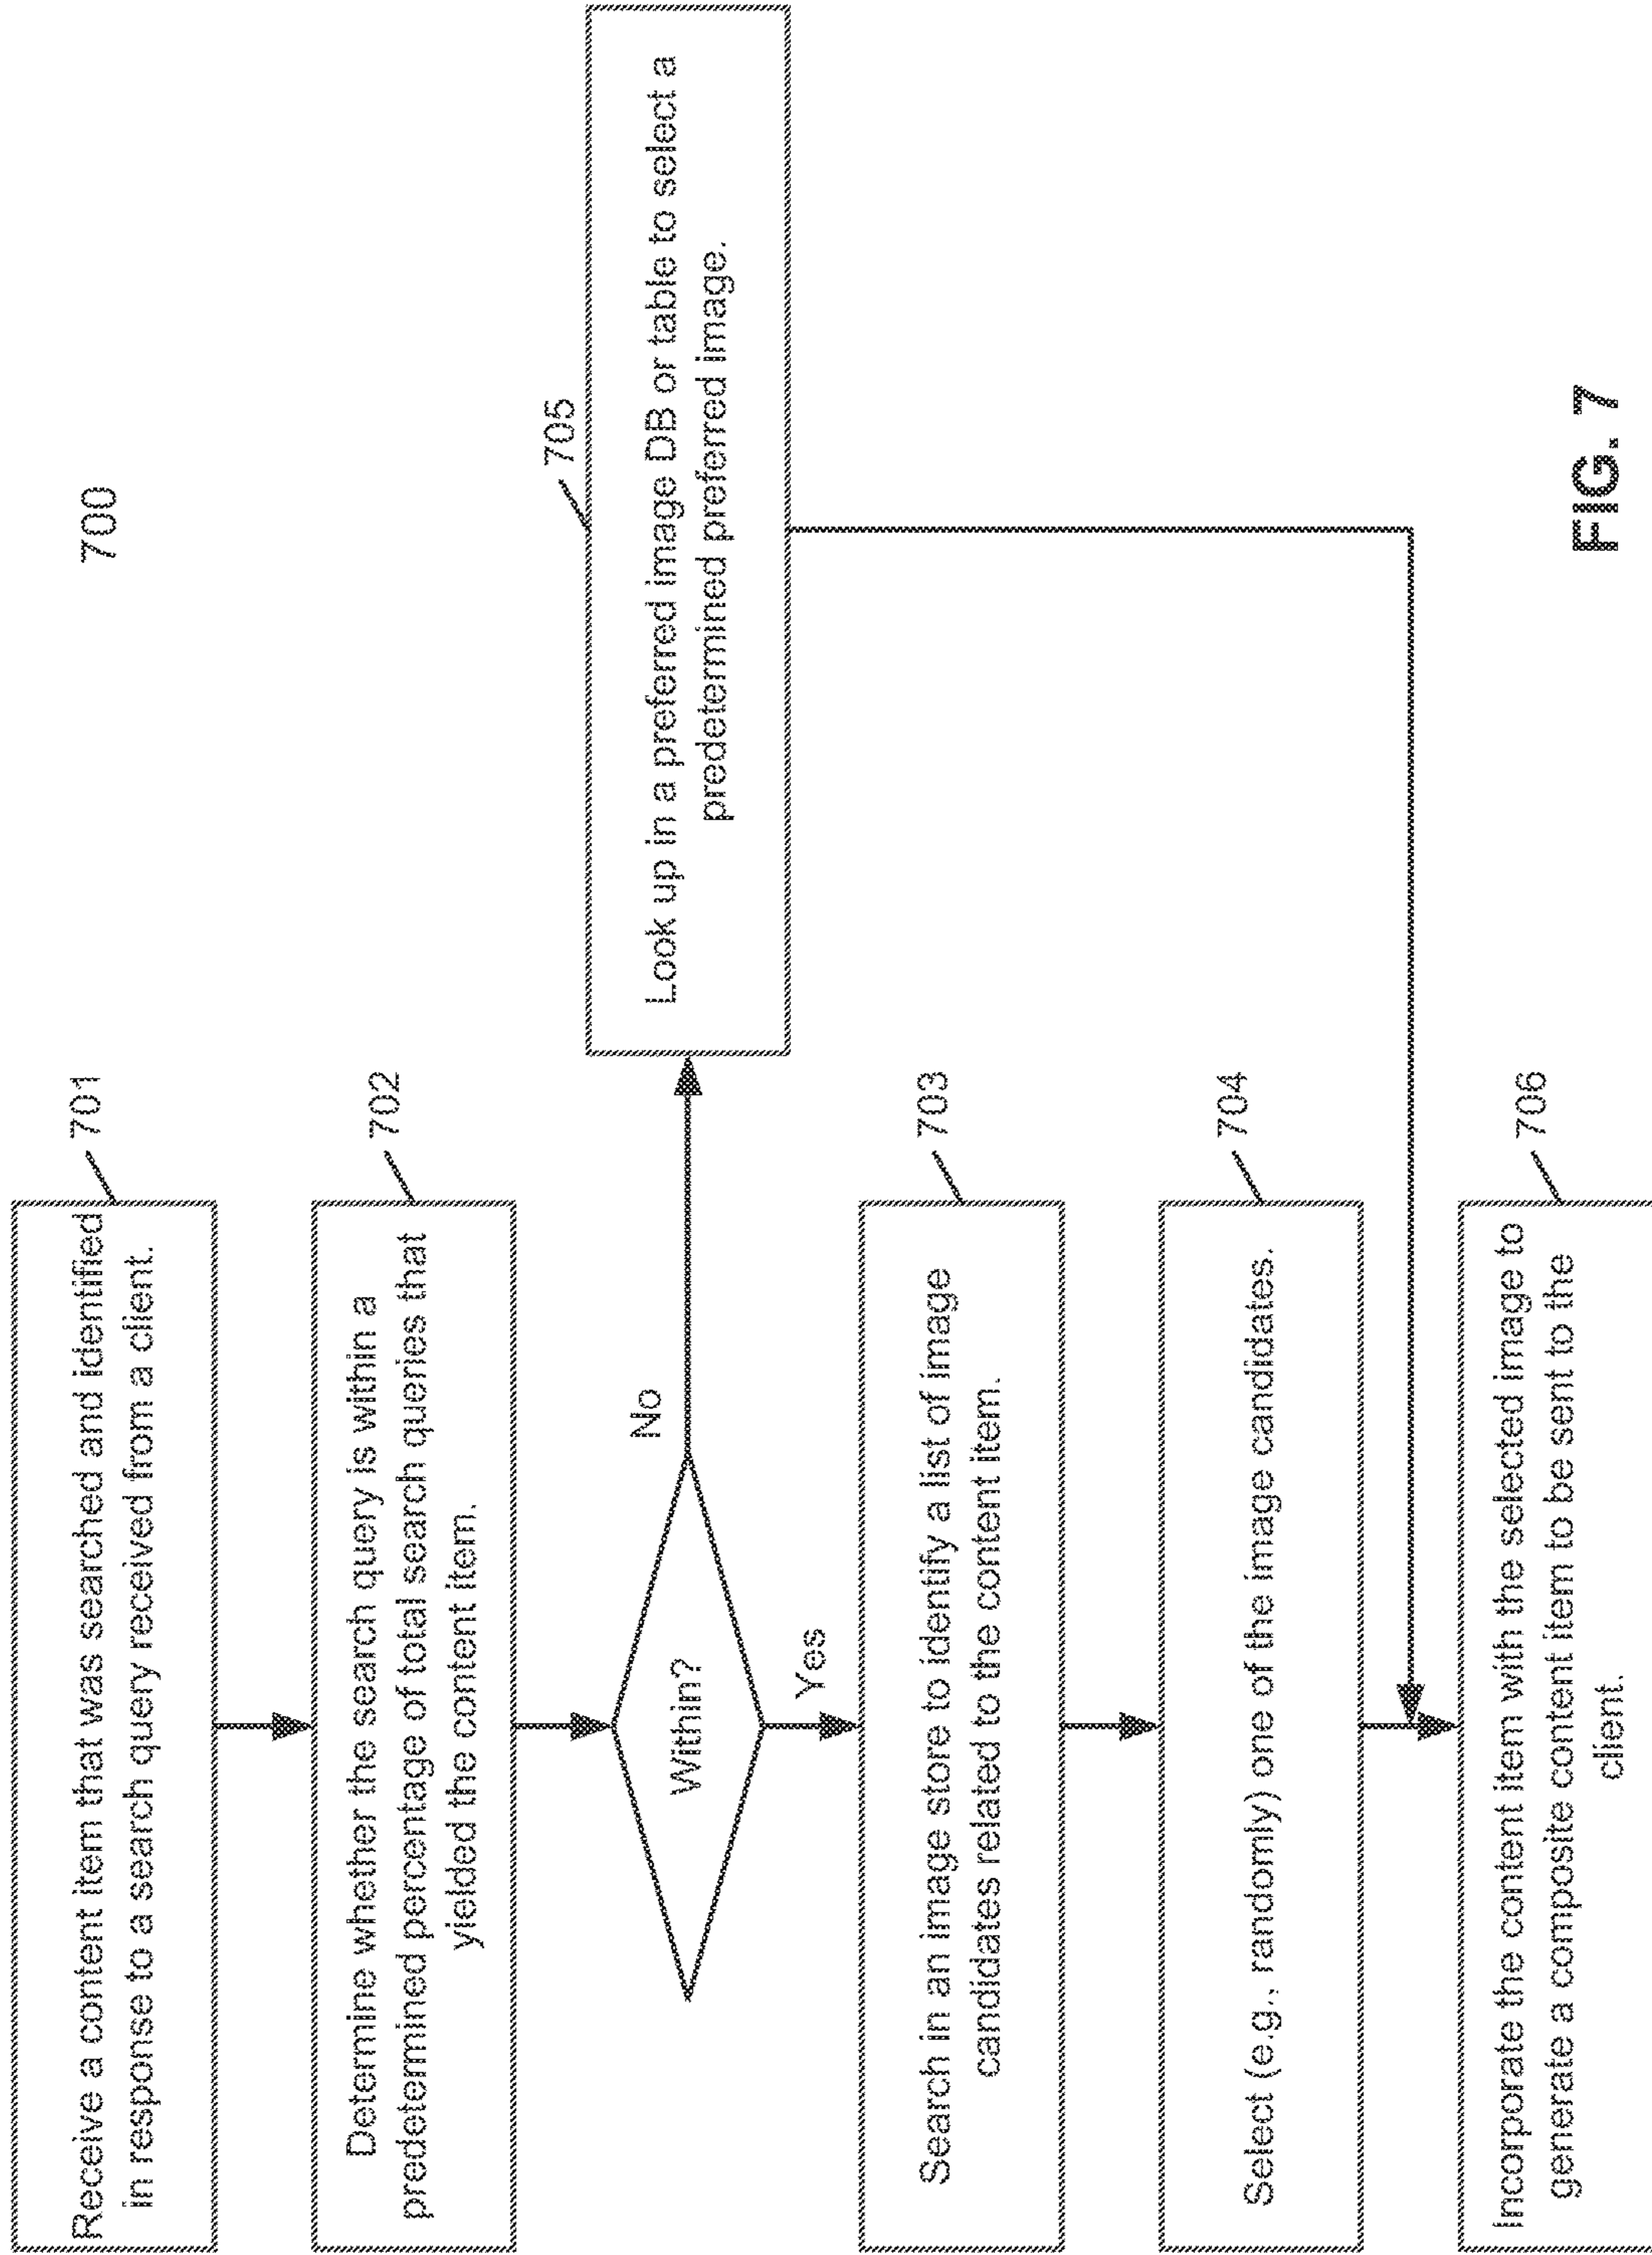 700
Receive a content item that was searched and identified
in response to a search query received from a client.
701
Determine whether the search query is within a
predetermined percentage of total search queries that
yielded the content item.
702
Within?
No
Yes
Look up in a preferred image DB or table to select a
predetermined preferred image.
705
Search in an image store to identify a list of image
candidates related to the content item.
703
Select (e.g., randomly) one of the image candidates.
704
Incorporate the content item with the selected image to
generate a composite content item to be sent to the
client.
706
FIG. 7